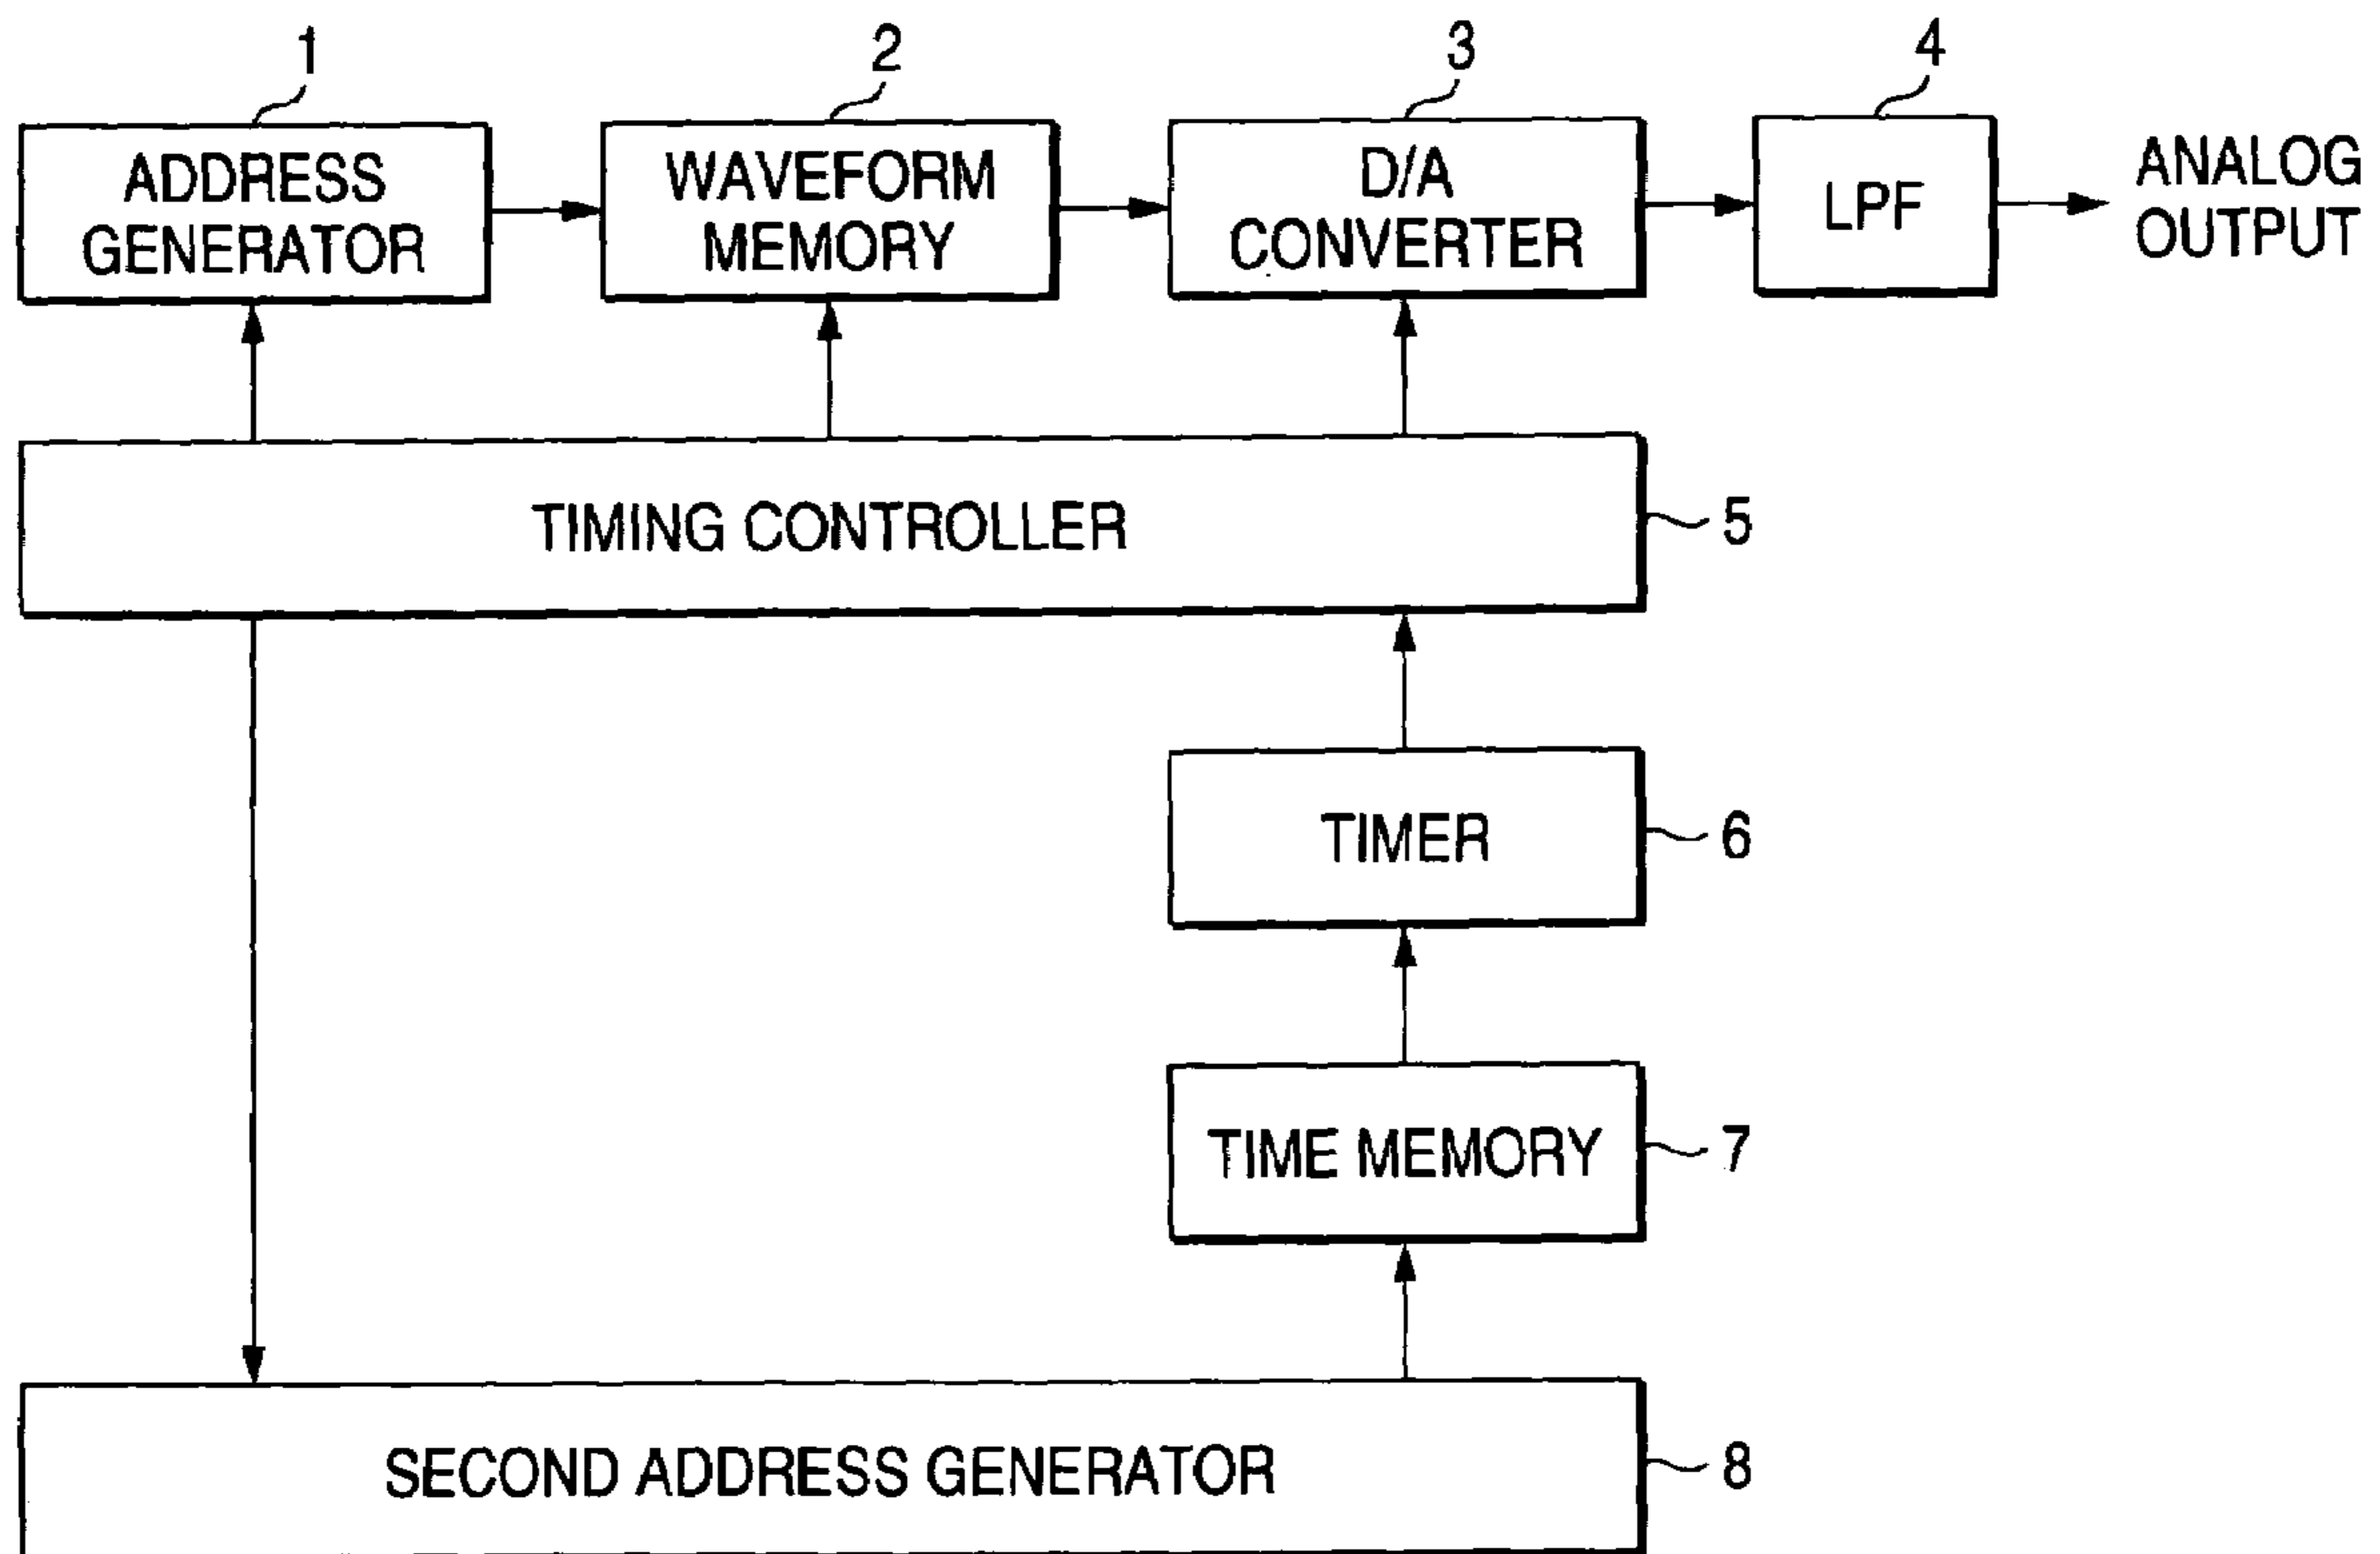 1
2
3
4
ADDRESS
GENERATOR
WAVEFORM
MEMORY
D/A
CONVERTER
LPF
ANALOG
OUTPUT
TIMING CONTROLLER
5
TIMER
6
TIME MEMORY
7
SECOND ADDRESS GENERATOR
8